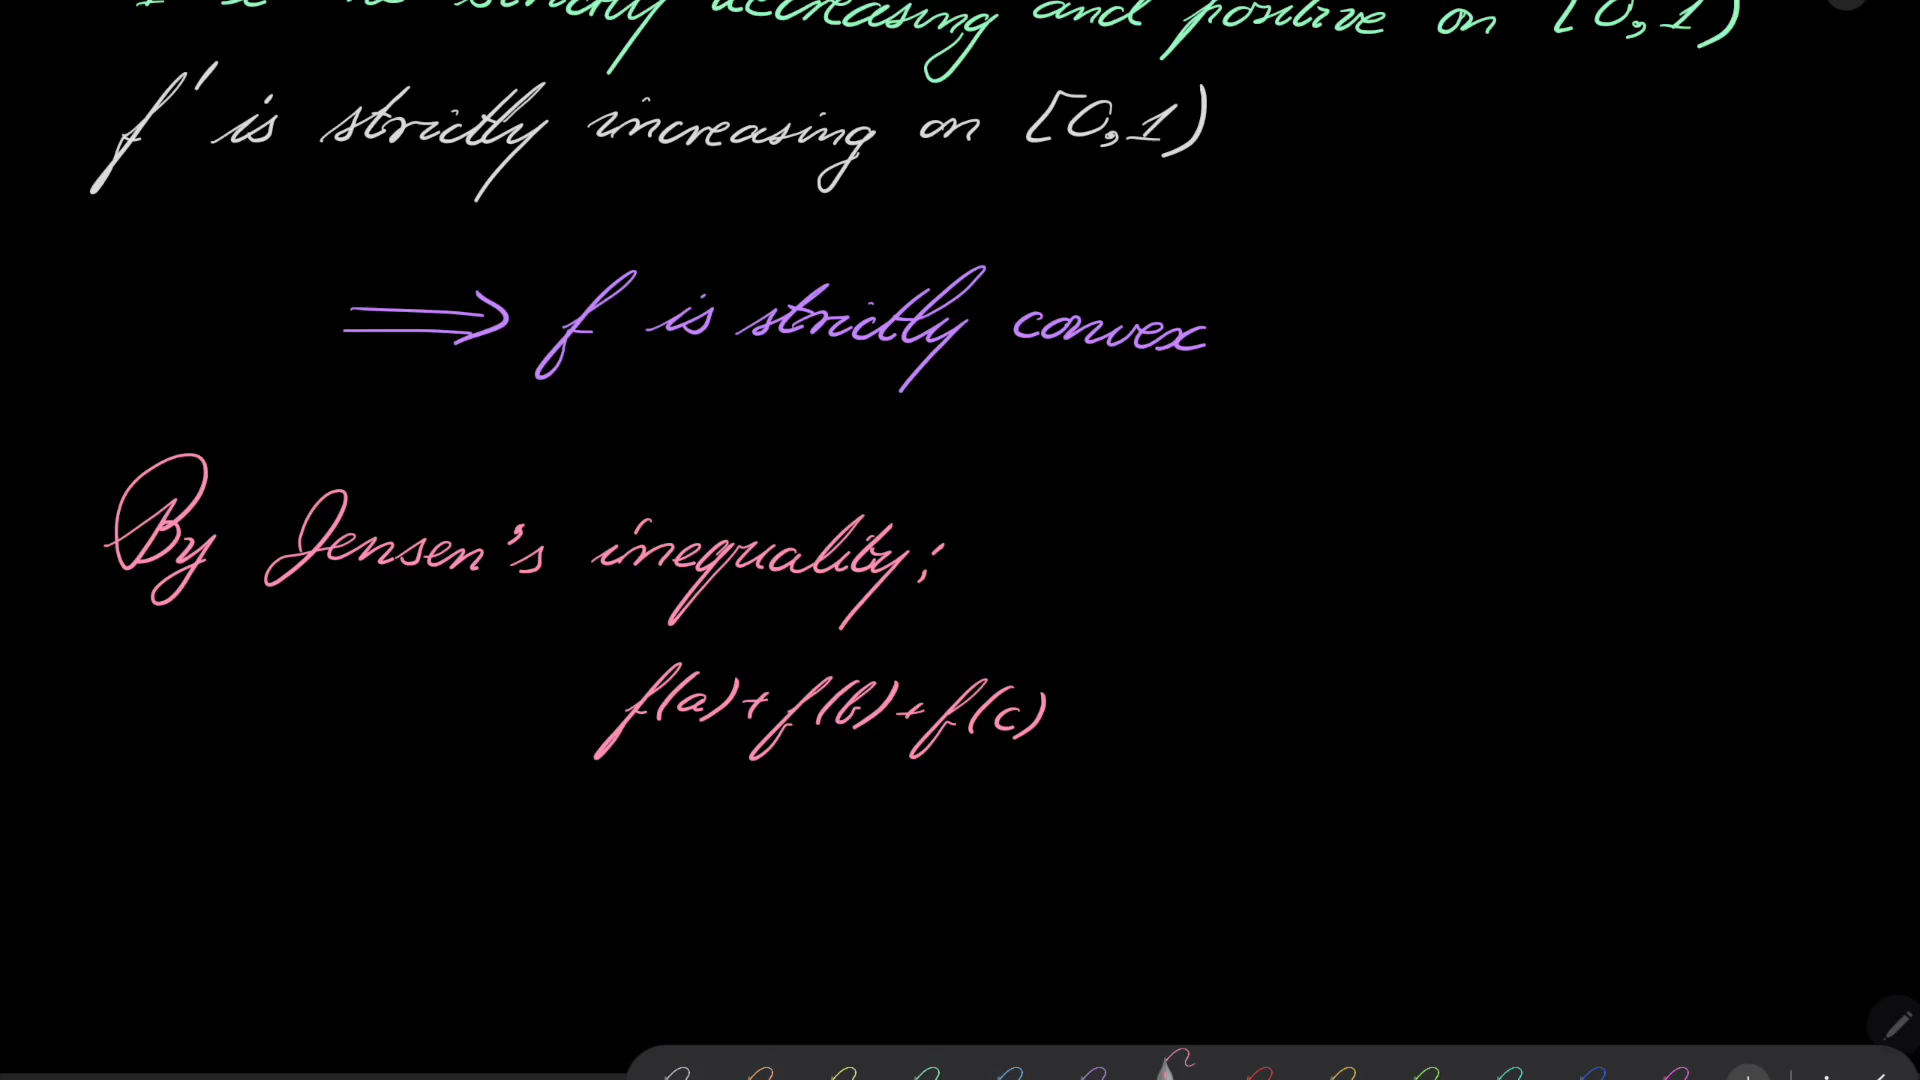 is strictly decreasing and positive on [0,1)
f' is strictly increasing on [0,1)
⟹ f is strictly convex
By Jensen's inequality:
f(a)+f(b)+f(c)